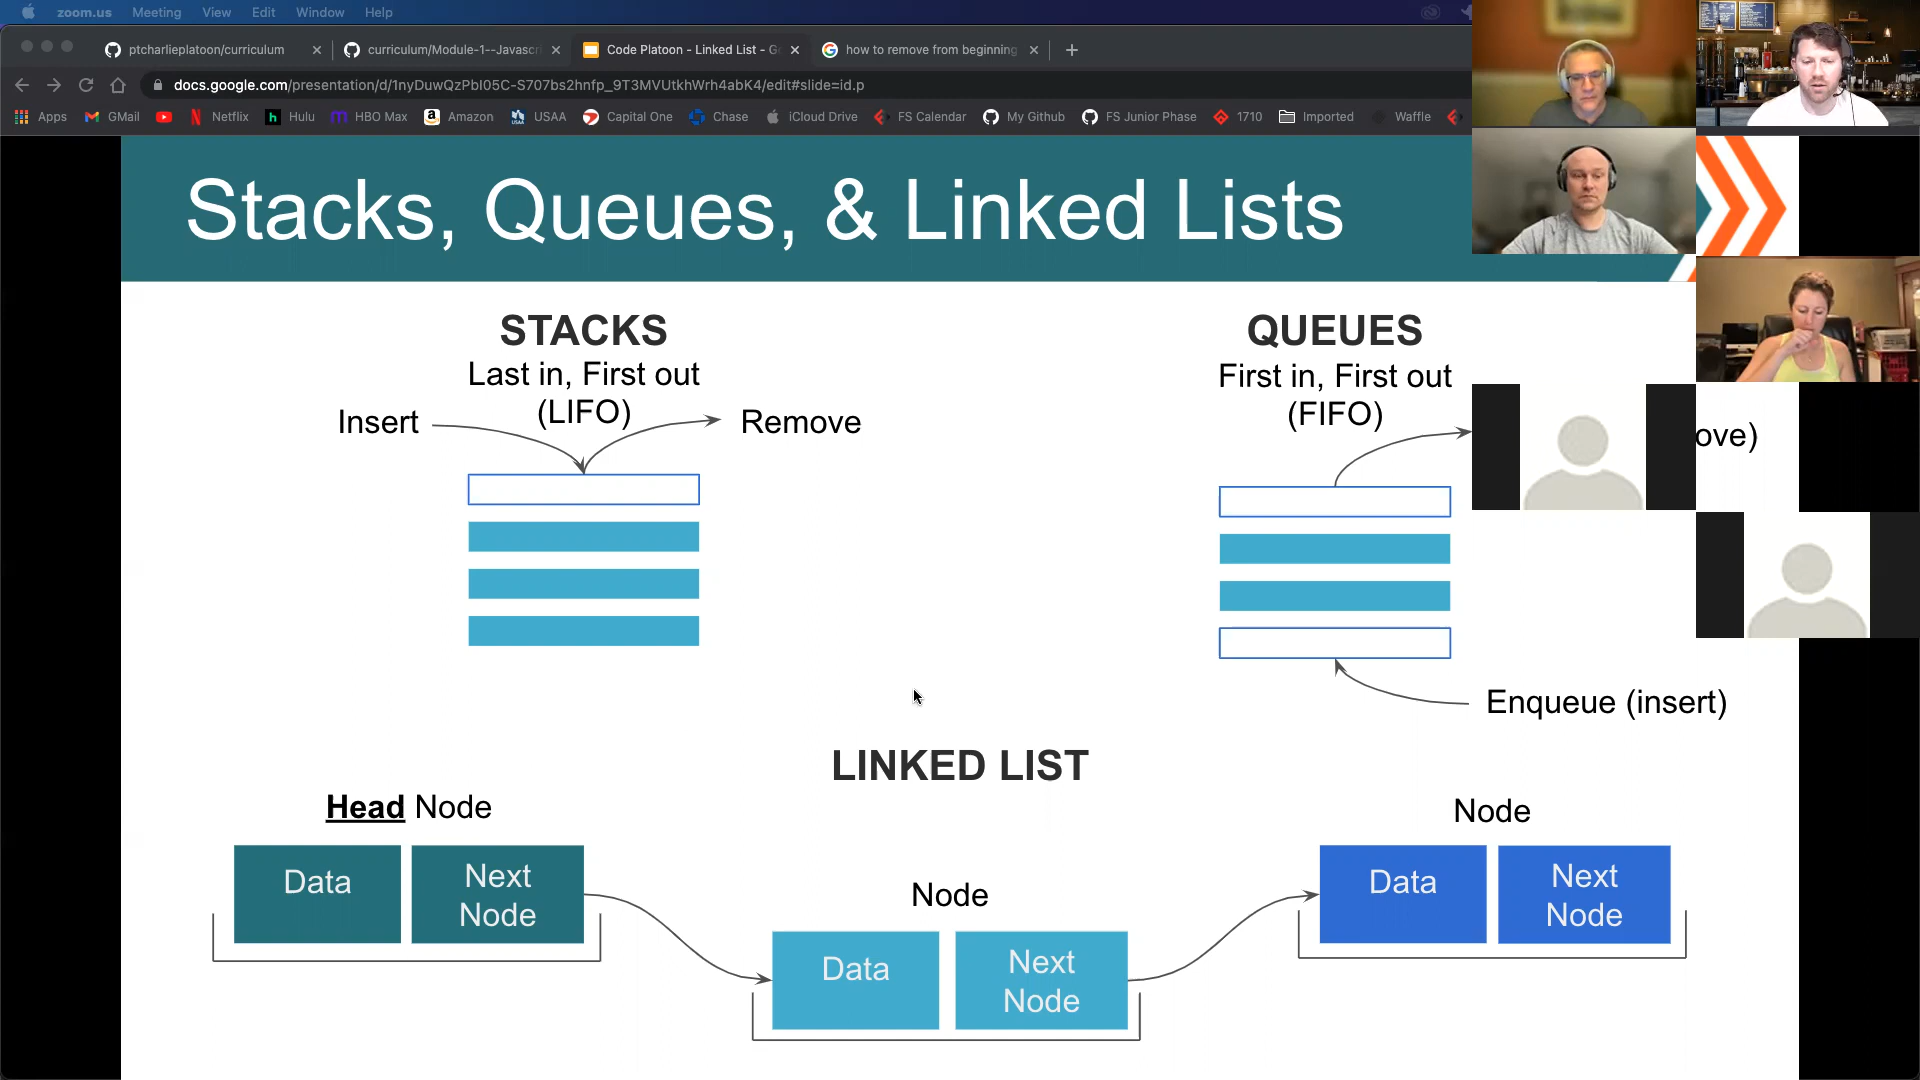 zoom.us Meeting View Edit Window Help
ptcharlieplatoon/curriculum
curriculum/Module-1--Javascri
Code Platoon - Linked List - G
how to remove from beginning
docs.google.com/presentation/d/1nyDuwQzPbI05C-S707bs2hnfp_9T3MVUtkhWrh4abK4/edit#slide=id.p
Apps GMail Netflix Hulu HBO Max Amazon USAA Capital One Chase iCloud Drive FS Calendar My Github FS Junior Phase 1710 Imported Waffle
Stacks, Queues, & Linked Lists
STACKS
Last in, First out
(LIFO)
Insert
Remove
QUEUES
First in, First out
(FIFO)
ove)
Enqueue (insert)
LINKED LIST
Head Node
Data
Next
Node
Node
Data
Next
Node
Node
Data
Next
Node